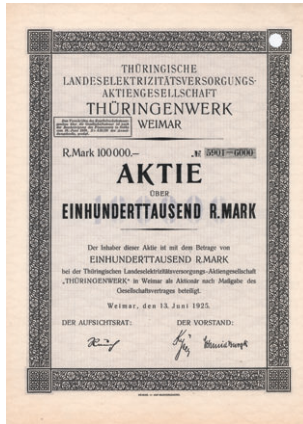 THÜRINGISCHE
LANDESELEKTRIZITÄTSVERSORGUNGS-
AKTIENGESELLSCHAFT
THÜRINGENWERK
WEIMAR
R.Mark 100000.— № 5901—6000
AKTIE
ÜBER
EINHUNDERTTAUSEND R.MARK
Der Inhaber dieser Aktie ist mit dem Betrage von
EINHUNDERTTAUSEND R.MARK
bei der Thüringischen Landeselektrizitätsversorgungs-Aktiengesellschaft
„THÜRINGENWERK" in Weimar als Aktionär nach Maßgabe des
Gesellschaftsvertrages beteiligt.
Weimar, den 13. Juni 1925.
DER AUFSICHTSRAT: DER VORSTAND: